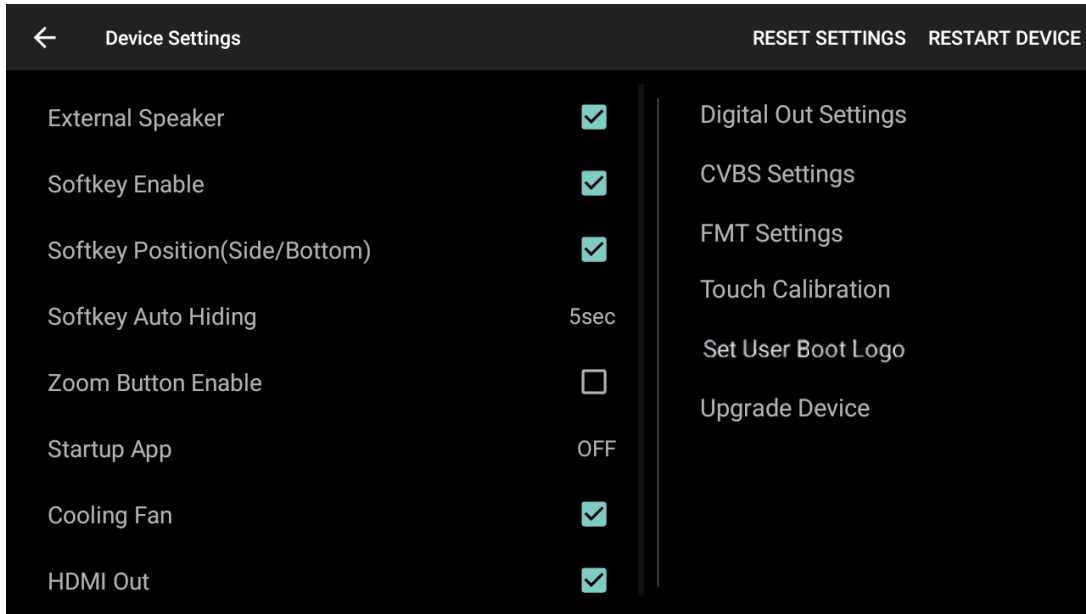 Device Settings
RESET SETTINGS
RESTART DEVICE
External Speaker
Softkey Enable
Softkey Position(Side/Bottom)
Softkey Auto Hiding 5sec
Zoom Button Enable
Startup App OFF
Cooling Fan
HDMI Out
Digital Out Settings
CVBS Settings
FMT Settings
Touch Calibration
Set User Boot Logo
Upgrade Device